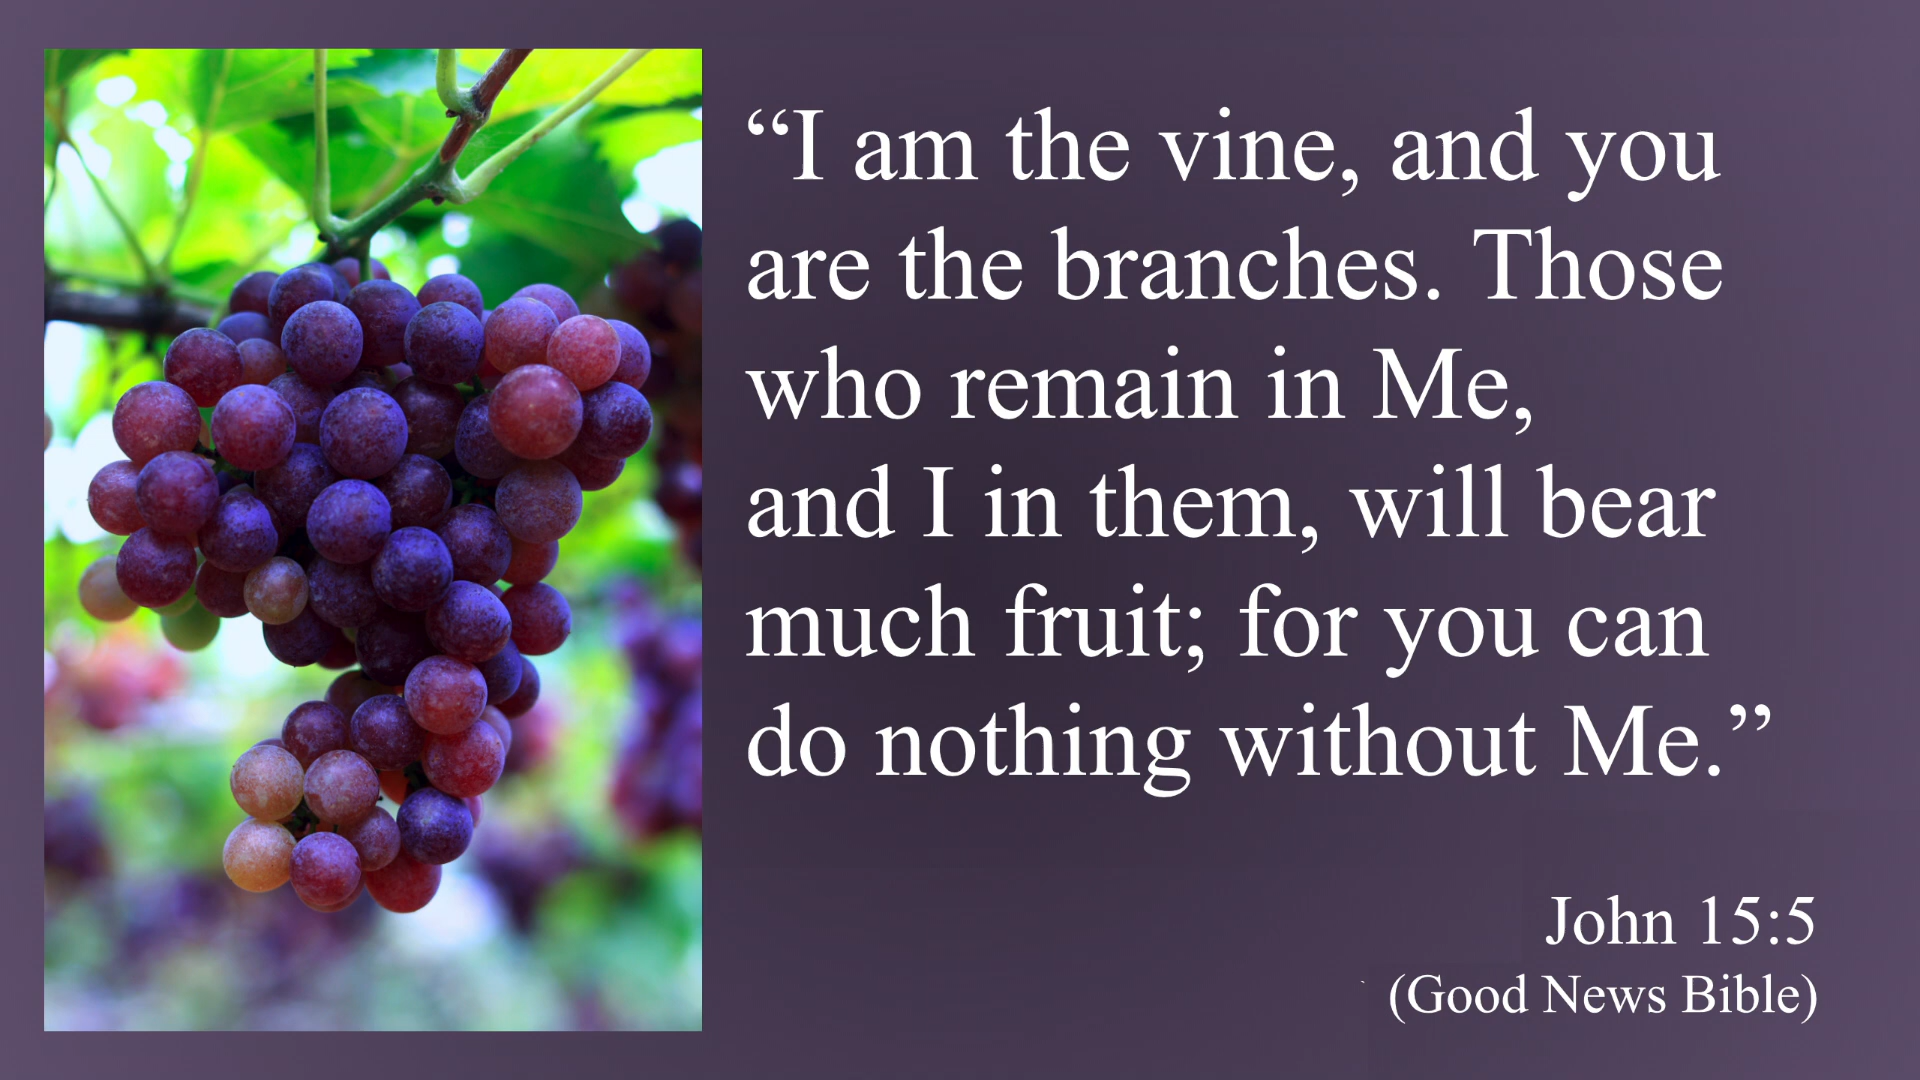 “I am the vine, and you
are the branches. Those
who remain in Me,
and I in them, will bear
much fruit; for you can
do nothing without Me.”
John 15:5
(Good News Bible)